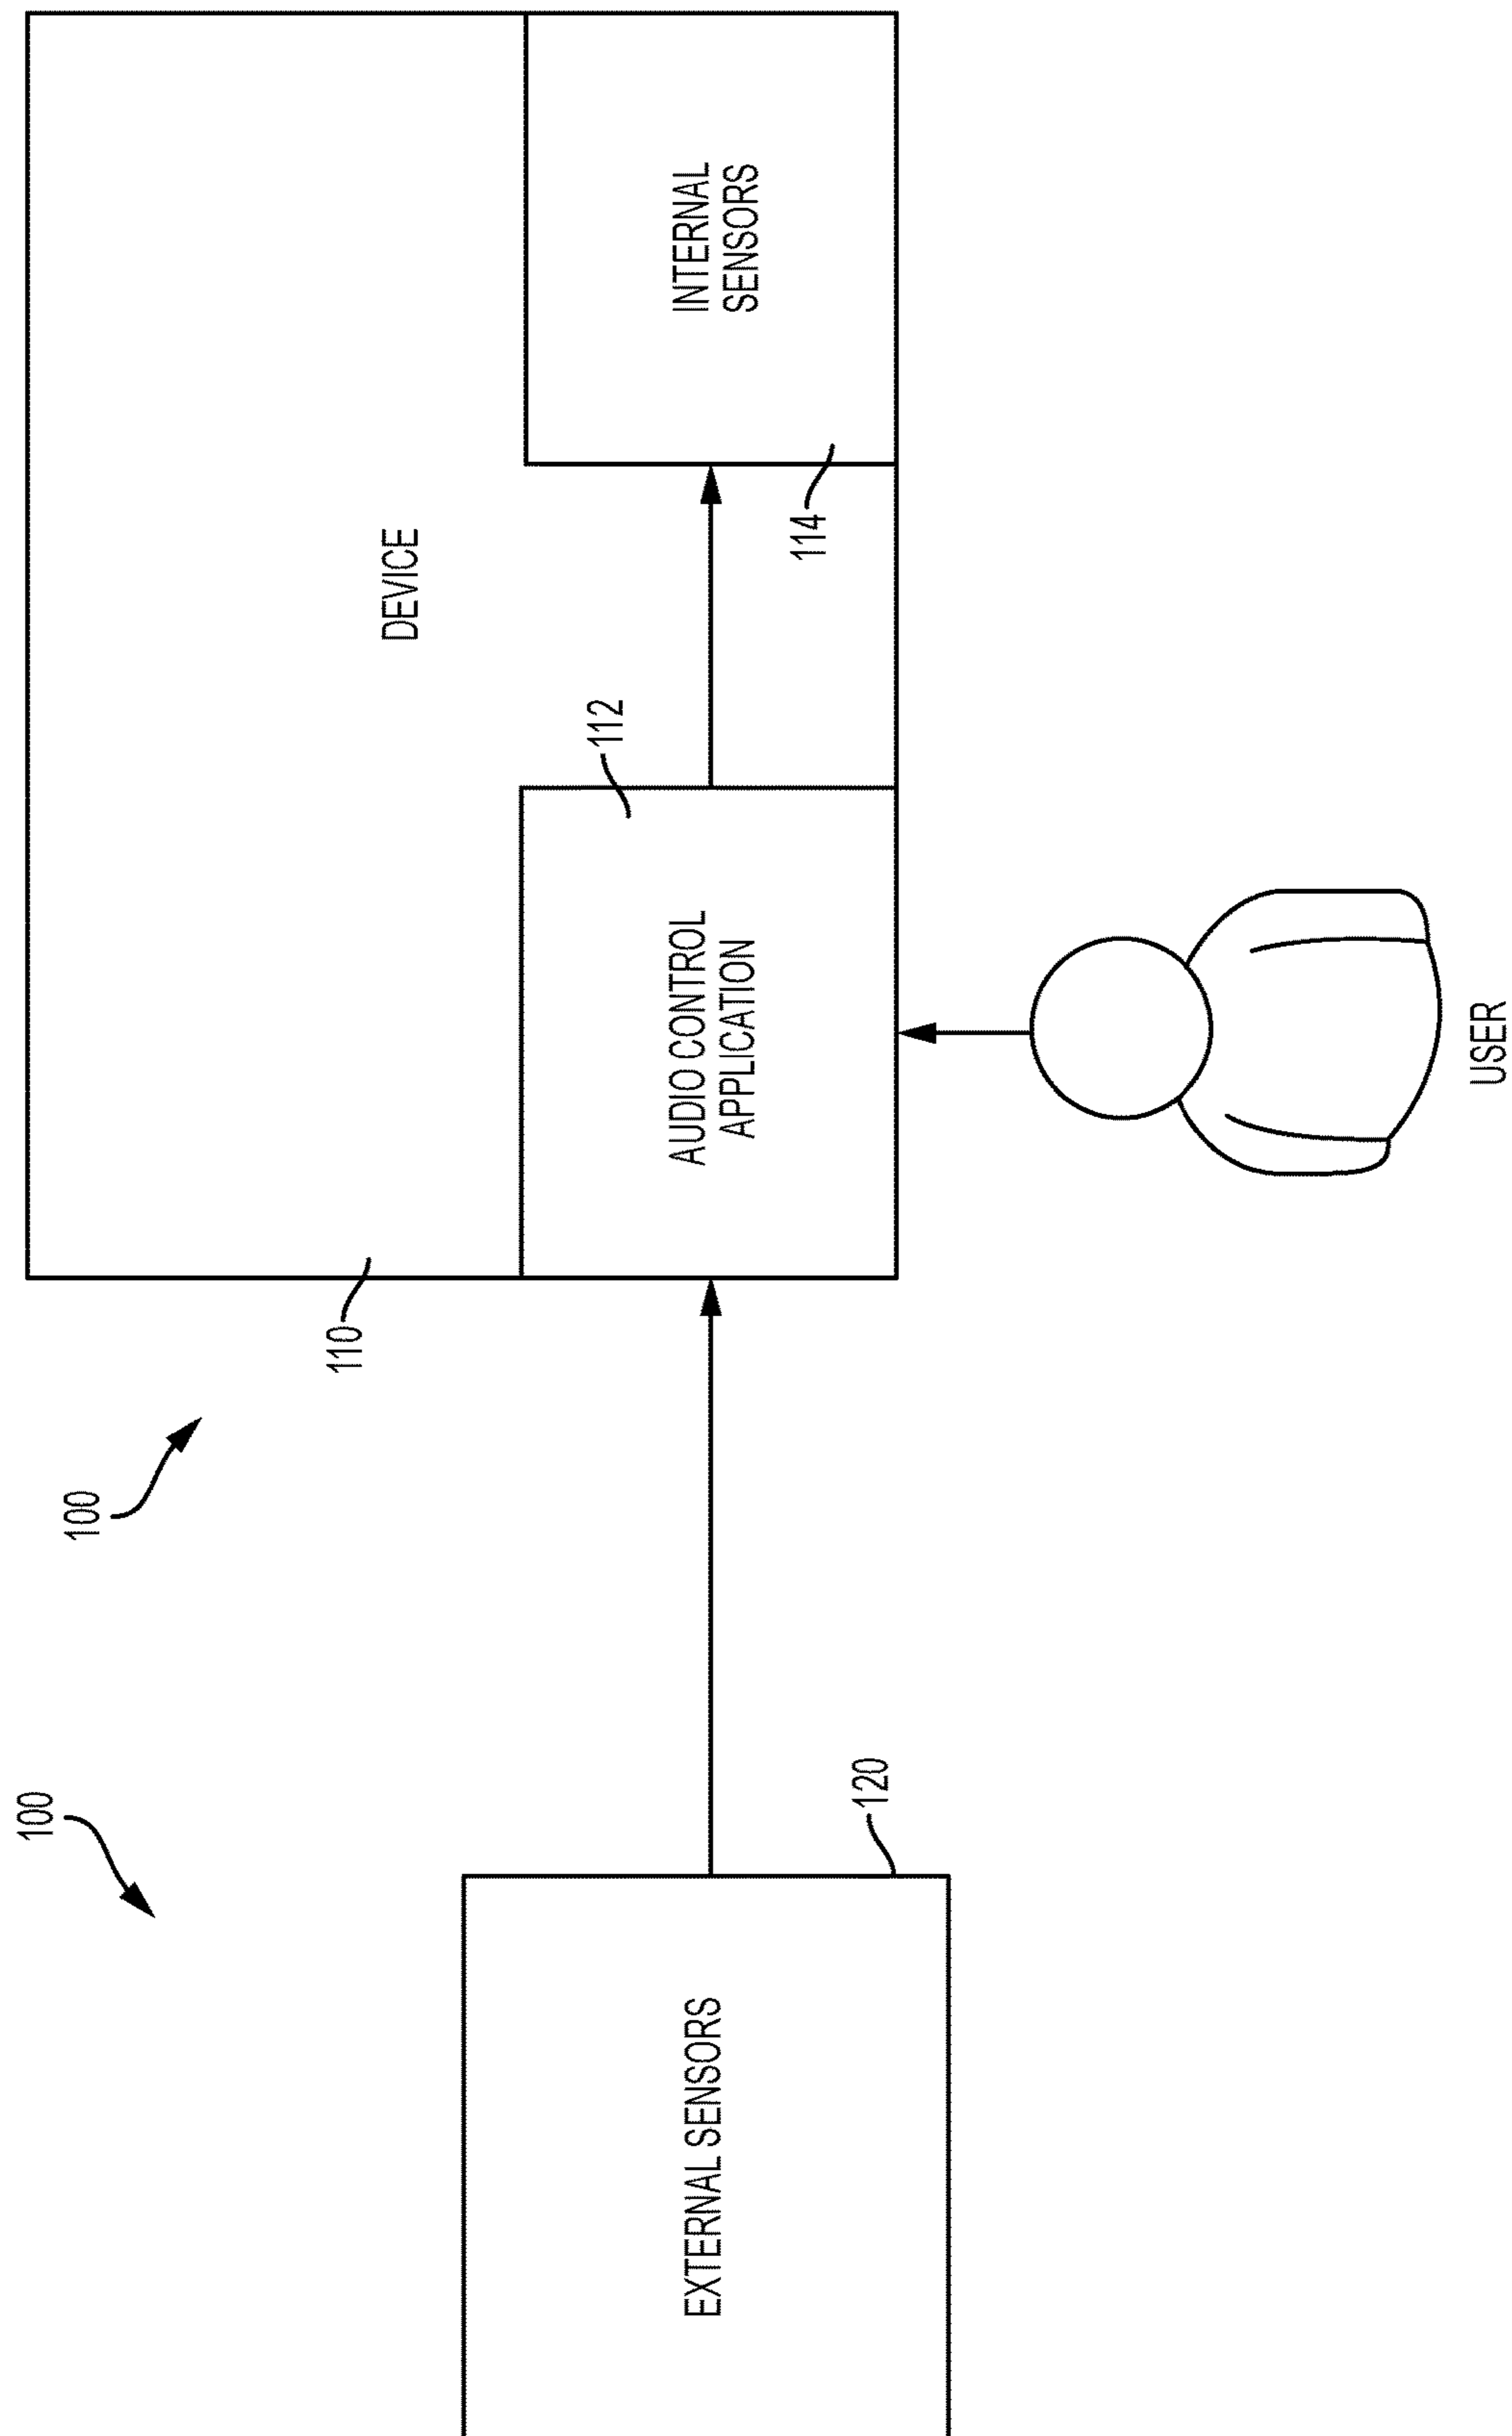 100
100
110
DEVICE
112
AUDIO CONTROL
APPLICATION
INTERNAL
SENSORS
114
EXTERNAL SENSORS
120
USER